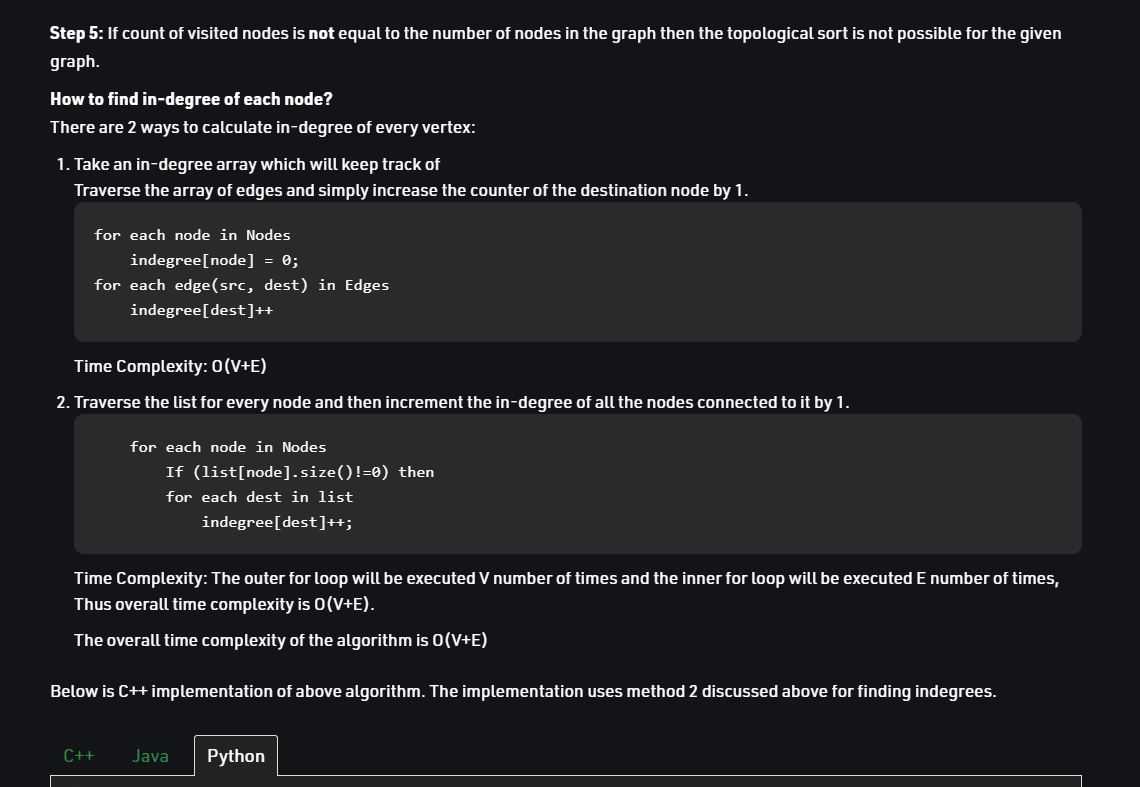 Step 5: If count of visited nodes is not equal to the number of nodes in the graph then the topological sort is not possible for the given
graph.
How to find in-degree of each node?
There are 2 ways to calculate in-degree of every vertex:
1. Take an in-degree array which will keep track of
Traverse the array of edges and simply increase the counter of the destination node by 1.
for each node in Nodes
    indegree[node] = 0;
for each edge(src, dest) in Edges
    indegree[dest]++
Time Complexity: O(V+E)
2. Traverse the list for every node and then increment the in-degree of all the nodes connected to it by 1.
    for each node in Nodes
        If (list[node].size()!=0) then
        for each dest in list
            indegree[dest]++;
Time Complexity: The outer for loop will be executed V number of times and the inner for loop will be executed E number of times,
Thus overall time complexity is O(V+E).
The overall time complexity of the algorithm is O(V+E)
Below is C++ implementation of above algorithm. The implementation uses method 2 discussed above for finding indegrees.
C++ Java Python